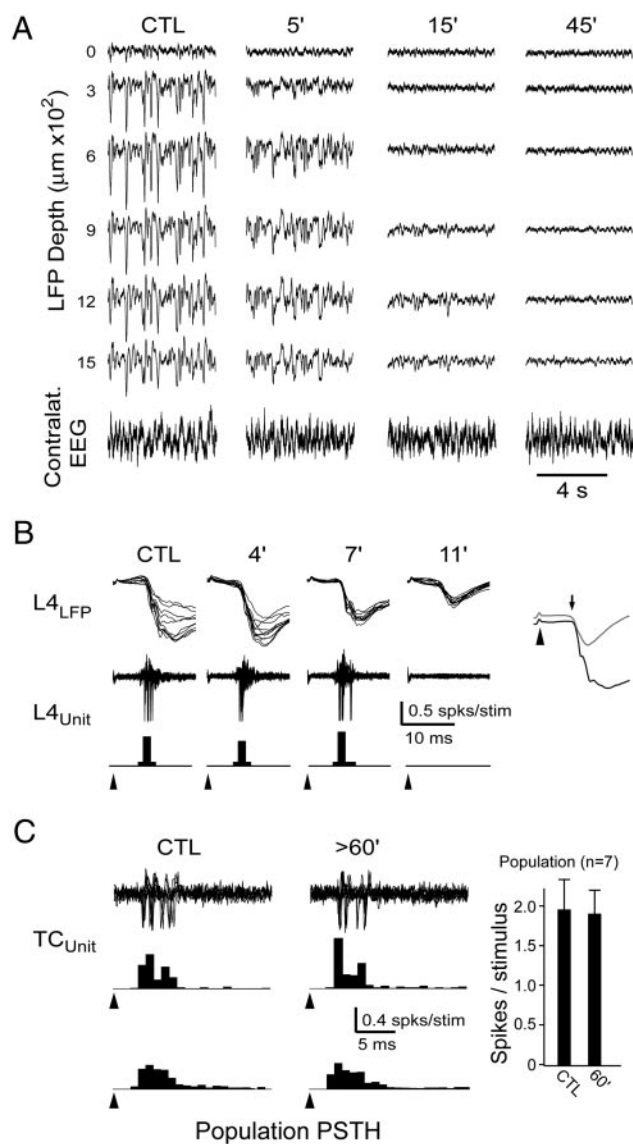 A
CTL 5' 15' 45'
LFP Depth (µm x10²)
0
3
6
9
12
15
Contralat.
EEG
4 s
B
CTL 4' 7' 11'
L4LFP
L4Unit
0.5 spks/stim
10 ms
C
CTL >60'
TCUnit
0.4 spks/stim
5 ms
Population PSTH
Population (n=7)
Spikes / stimulus
2.0
1.5
1.0
0.5
0
CTL 60'